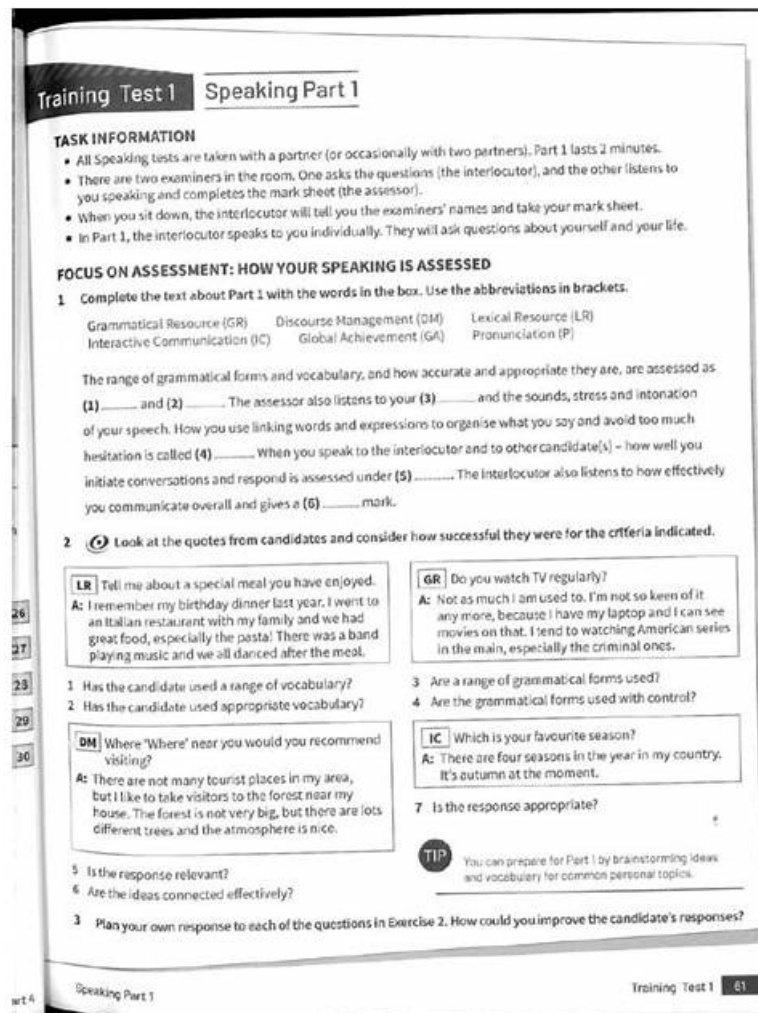 Training Test 1
Speaking Part 1
TASK INFORMATION
• All Speaking tests are taken with a partner (or occasionally with two partners). Part 1 lasts 2 minutes.
• There are two examiners in the room. One asks the questions (the interlocutor), and the other listens to
you speaking and completes the mark sheet (the assessor).
• When you sit down, the interlocutor will tell you the examiners' names and take your mark sheet.
• In Part 1, the interlocutor speaks to you individually. They will ask questions about yourself and your life.
FOCUS ON ASSESSMENT: HOW YOUR SPEAKING IS ASSESSED
1 Complete the text about Part 1 with the words in the box. Use the abbreviations in brackets.
Grammatical Resource (GR) Discourse Management (DM) Lexical Resource (LR)
Interactive Communication (IC) Global Achievement (GA) Pronunciation (P)
The range of grammatical forms and vocabulary, and how accurate and appropriate they are, are assessed as
(1) ______ and (2) ______. The assessor also listens to your (3) ______ and the sounds, stress and intonation
of your speech. How you use linking words and expressions to organise what you say and avoid too much
hesitation is called (4) ______. When you speak to the interlocutor and to other candidate(s) – how well you
initiate conversations and respond is assessed under (5) ______. The Interlocutor also listens to how effectively
you communicate overall and gives a (6) ______ mark.
2 Look at the quotes from candidates and consider how successful they were for the criteria indicated.
LR Tell me about a special meal you have enjoyed.
A: I remember my birthday dinner last year. I went to
an Italian restaurant with my family and we had
great food, especially the pasta! There was a band
playing music and we all danced after the meal.
1 Has the candidate used a range of vocabulary?
2 Has the candidate used appropriate vocabulary?
GR Do you watch TV regularly?
A: Not as much I am used to. I'm not so keen of it
any more, because I have my laptop and I can see
movies on that. I tend to watching American series
in the main, especially the criminal ones.
3 Are a range of grammatical forms used?
4 Are the grammatical forms used with control?
DM Where 'Where' near you would you recommend
visiting?
A: There are not many tourist places in my area,
but I like to take visitors to the forest near my
house. The forest is not very big, but there are lots
different trees and the atmosphere is nice.
5 Is the response relevant?
6 Are the ideas connected effectively?
IC Which is your favourite season?
A: There are four seasons in the year in my country.
It's autumn at the moment.
7 Is the response appropriate?
TIP
You can prepare for Part 1 by brainstorming ideas
and vocabulary for common personal topics.
3 Plan your own response to each of the questions in Exercise 2. How could you improve the candidate's responses?
Speaking Part 1
Training Test 1 61
26
27
28
29
30
art 4